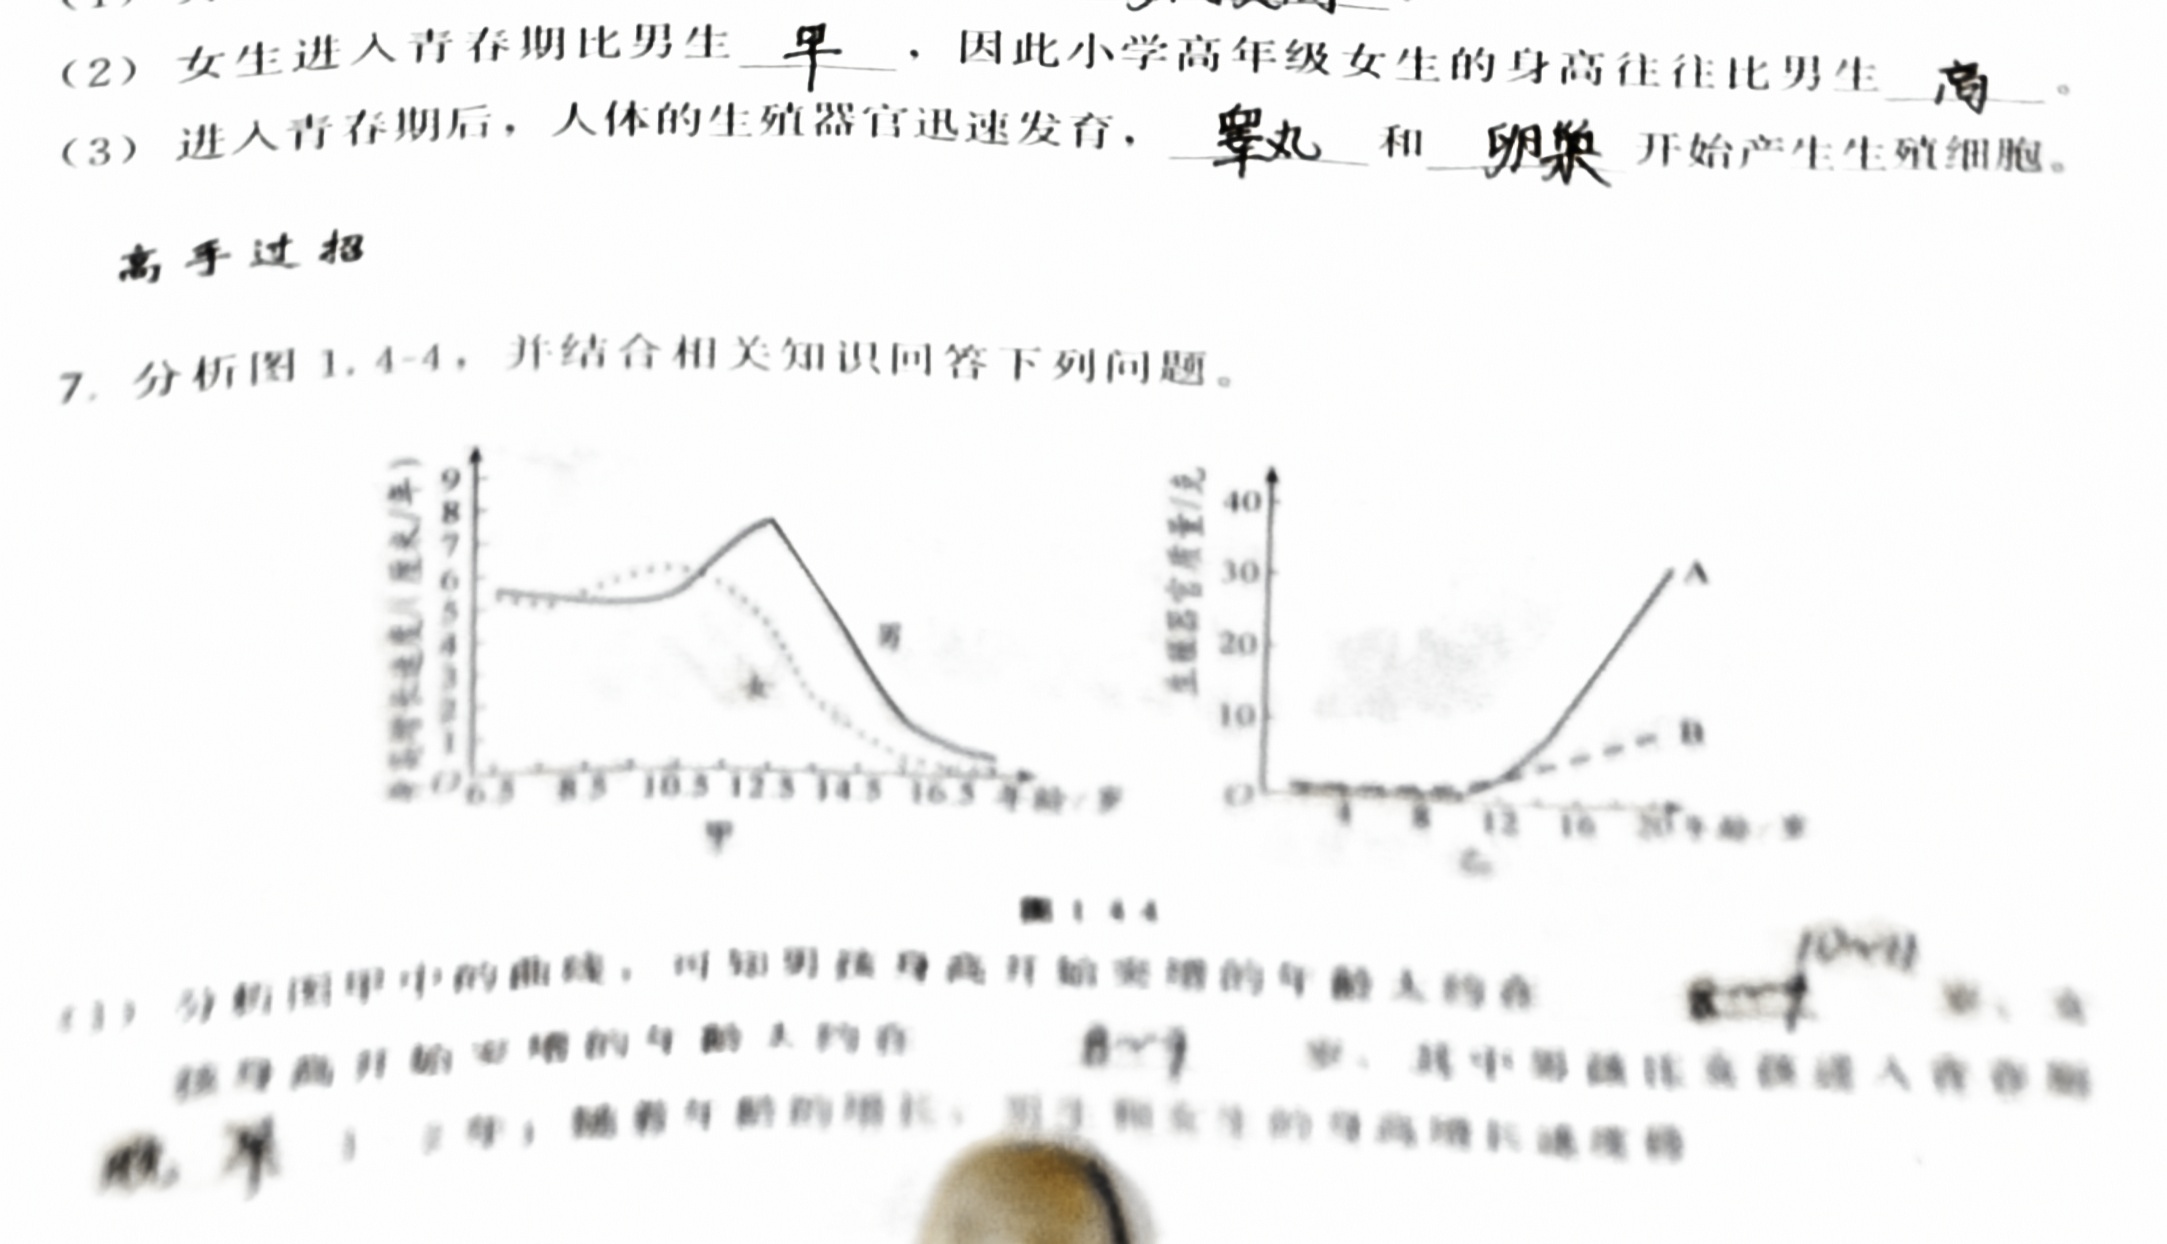 (2) 女生进入青春期比男生 早 ，因此小学高年级女生的身高往往比男生 高 。
(3) 进入青春期后，人体的生殖器官迅速发育， 睾丸 和 卵巢 开始产生生殖细胞。
高手过招
7. 分析图 1.4-4，并结合相关知识回答下列问题。
身高增长速度/(厘米/年)
9
8
7
6
5
4
3
2
1
O
6.5 8.5 10.5 12.5 14.5 16.5 年龄/岁
男
女
甲
生殖器官质量/克
40
30
20
10
O
4 8 12 16 20 年龄/岁
A
B
乙
图 1.4-4
10~11
(1) 分析图甲中的曲线，可知男孩身高开始突增的年龄大约在 岁、女
孩身高开始突增的年龄大约在 8~9 岁、其中男孩比女孩进入青春期
晚 1 2年；随着年龄的增长，男生和女生的身高增长速度将